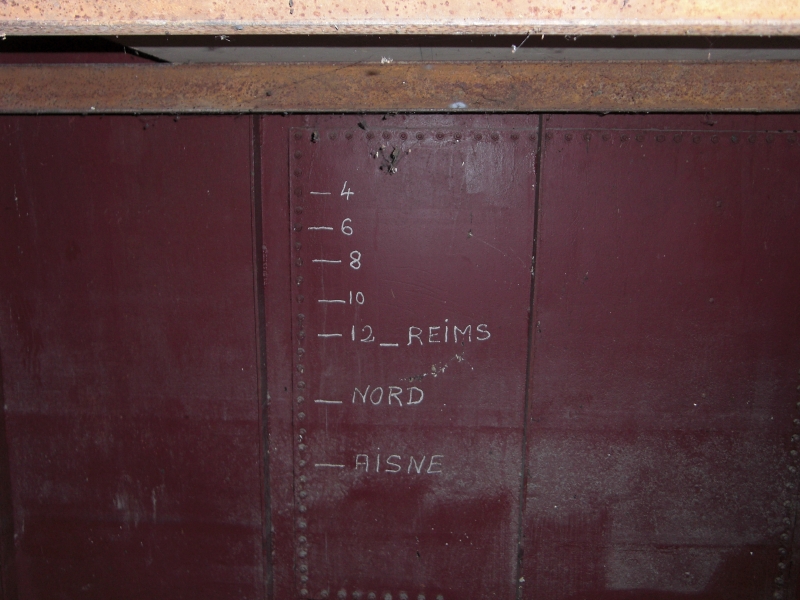 — 4
— 6
— 8
— 10
— 12 _ REIMS
— NORD
— AISNE